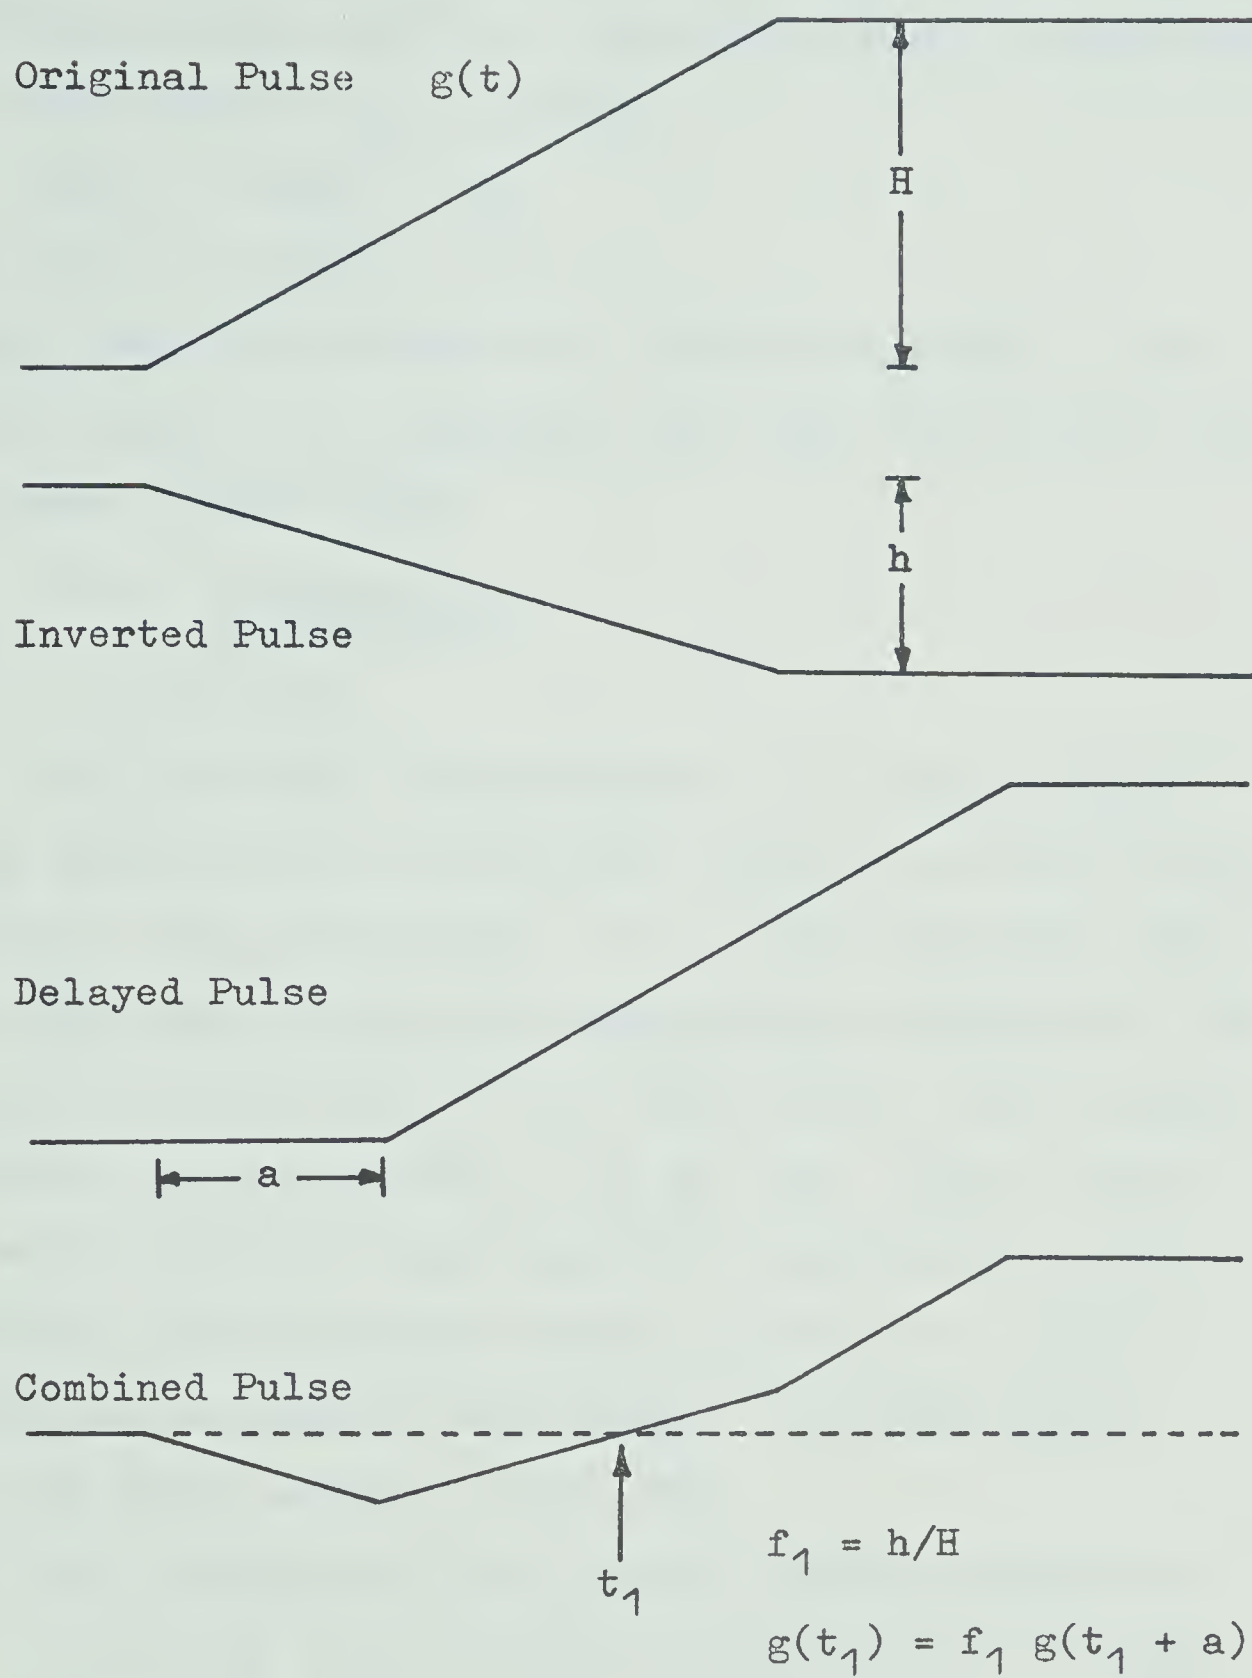 Original Pulse g(t)
H
h
Inverted Pulse
Delayed Pulse
a
Combined Pulse
t₁
f₁ = h/H
g(t₁) = f₁ g(t₁ + a)